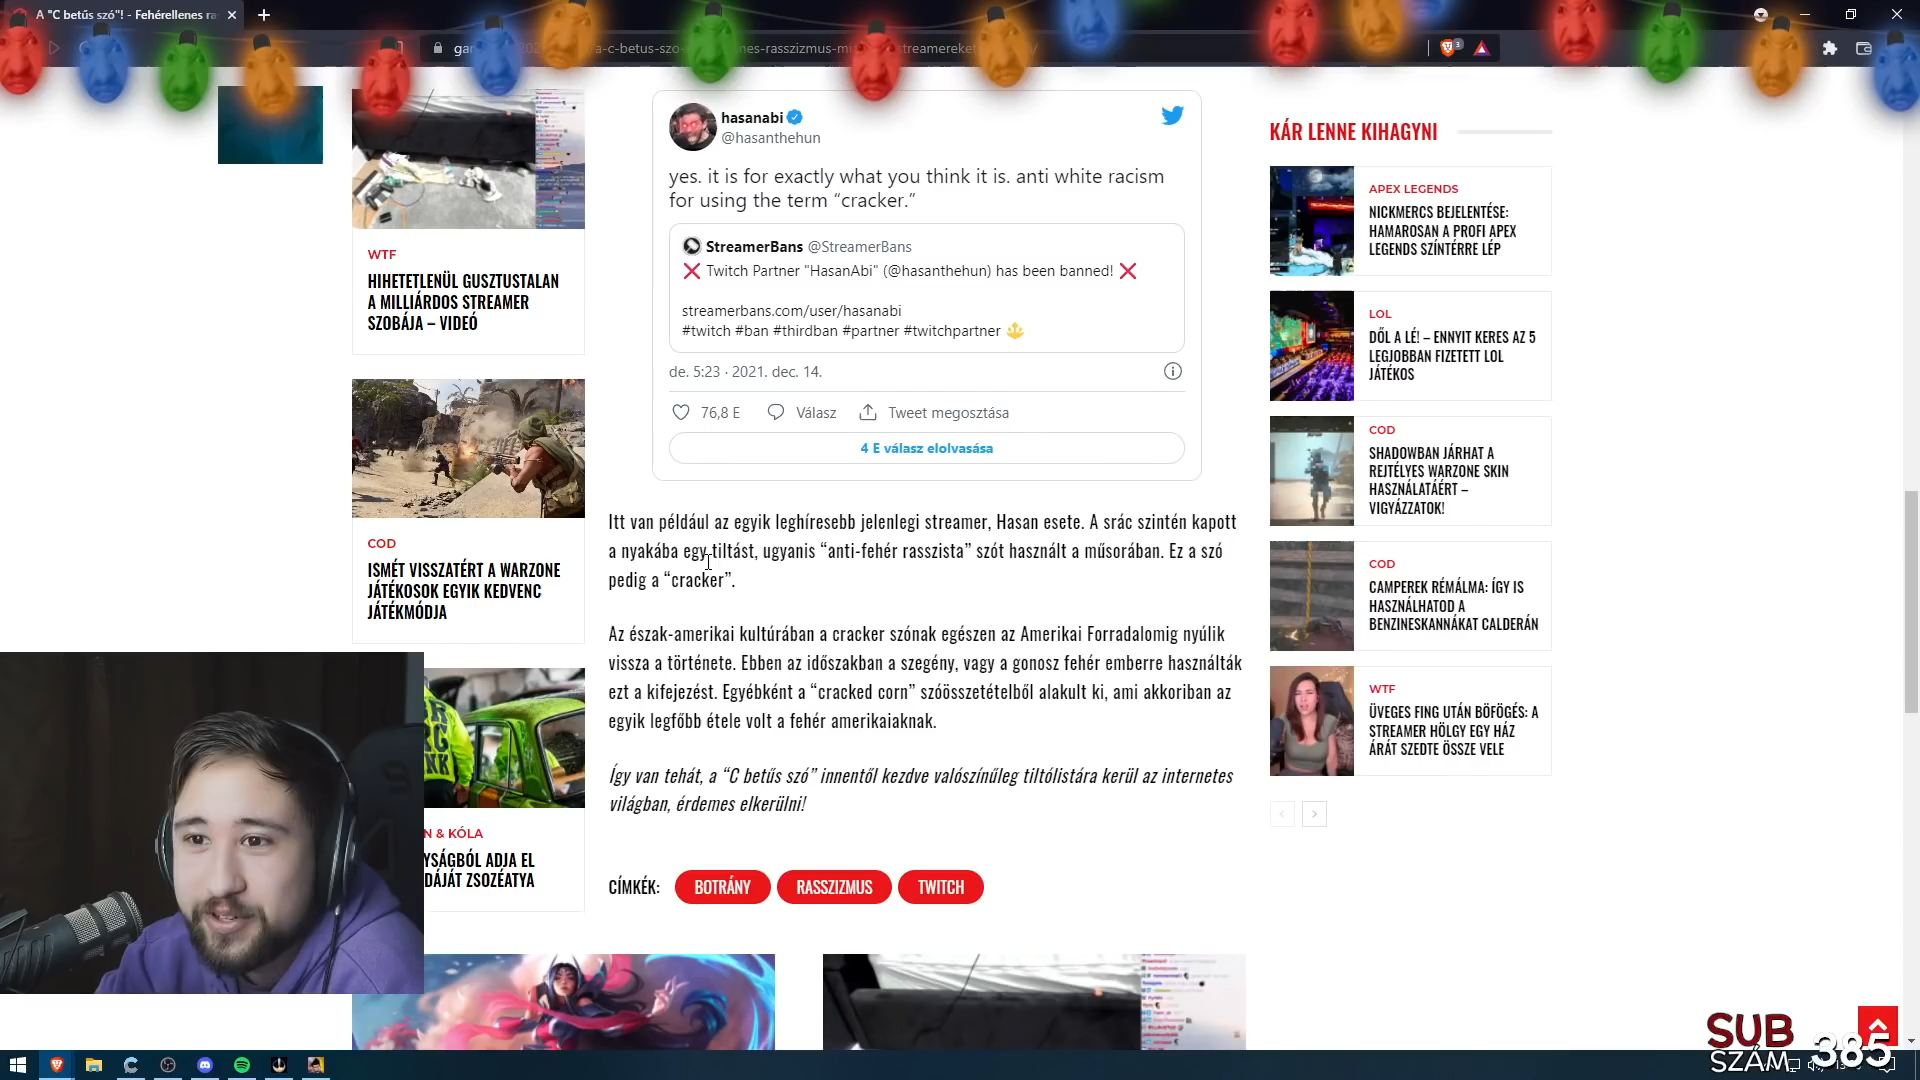 A "C betűs szó"! - Fehérellenes ra
hasanabi
@hasanthehun
yes. it is for exactly what you think it is. anti white racism
for using the term “cracker.”
StreamerBans @StreamerBans
Twitch Partner "HasanAbi" (@hasanthehun) has been banned!
streamerbans.com/user/hasanabi
#twitch #ban #thirdban #partner #twitchpartner
de. 5:23 · 2021. dec. 14.
76,8 E Válasz Tweet megosztása
4 E válasz elolvasása
Itt van például az egyik leghíresebb jelenlegi streamer, Hasan esete. A srác szintén kapott
a nyakába egy tiltást, ugyanis “anti-fehér rasszista” szót használt a műsorában. Ez a szó
pedig a “cracker”.
Az észak-amerikai kultúrában a cracker szónak egészen az Amerikai Forradalomig nyúlik
vissza a története. Ebben az időszakban a szegény, vagy a gonosz fehér emberre használták
ezt a kifejezést. Egyébként a “cracked corn” szóösszetételből alakult ki, ami akkoriban az
egyik legfőbb étele volt a fehér amerikaiaknak.
Így van tehát, a “C betűs szó” innentől kezdve valószínűleg tiltólistára kerül az internetes
világban, érdemes elkerülni!
CÍMKÉK: BOTRÁNY RASSZIZMUS TWITCH
WTF
HIHETETLENÜL GUSZTUSTALAN
A MILLIÁRDOS STREAMER
SZOBÁJA – VIDEÓ
COD
ISMÉT VISSZATÉRT A WARZONE
JÁTÉKOSOK EGYIK KEDVENC
JÁTÉKMÓDJA
N & KÓLA
YSÁGBÓL ADJA EL
DÁJÁT ZSOZÉATYA
KÁR LENNE KIHAGYNI
APEX LEGENDS
NICKMERCS BEJELENTÉSE:
HAMAROSAN A PROFI APEX
LEGENDS SZÍNTÉRRE LÉP
LOL
DŐL A LÉ! – ENNYIT KERES AZ 5
LEGJOBBAN FIZETETT LOL
JÁTÉKOS
COD
SHADOWBAN JÁRHAT A
REJTÉLYES WARZONE SKIN
HASZNÁLATÁÉRT –
VIGYÁZZATOK!
COD
CAMPEREK RÉMÁLMA: ÍGY IS
HASZNÁLHATOD A
BENZINESKANNÁKAT CALDERÁN
WTF
ÜVEGES FING UTÁN BÖFÖGÉS: A
STREAMER HÖLGY EGY HÁZ
ÁRÁT SZEDTE ÖSSZE VELE
SUB
SZÁM 385